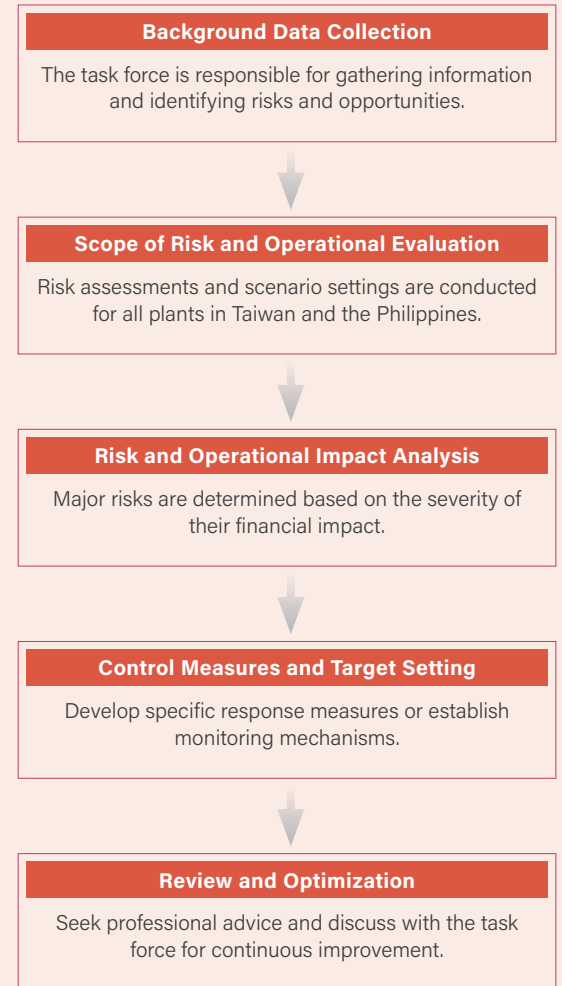 Background Data Collection
The task force is responsible for gathering information
and identifying risks and opportunities.
Scope of Risk and Operational Evaluation
Risk assessments and scenario settings are conducted
for all plants in Taiwan and the Philippines.
Risk and Operational Impact Analysis
Major risks are determined based on the severity of
their financial impact.
Control Measures and Target Setting
Develop specific response measures or establish
monitoring mechanisms.
Review and Optimization
Seek professional advice and discuss with the task
force for continuous improvement.